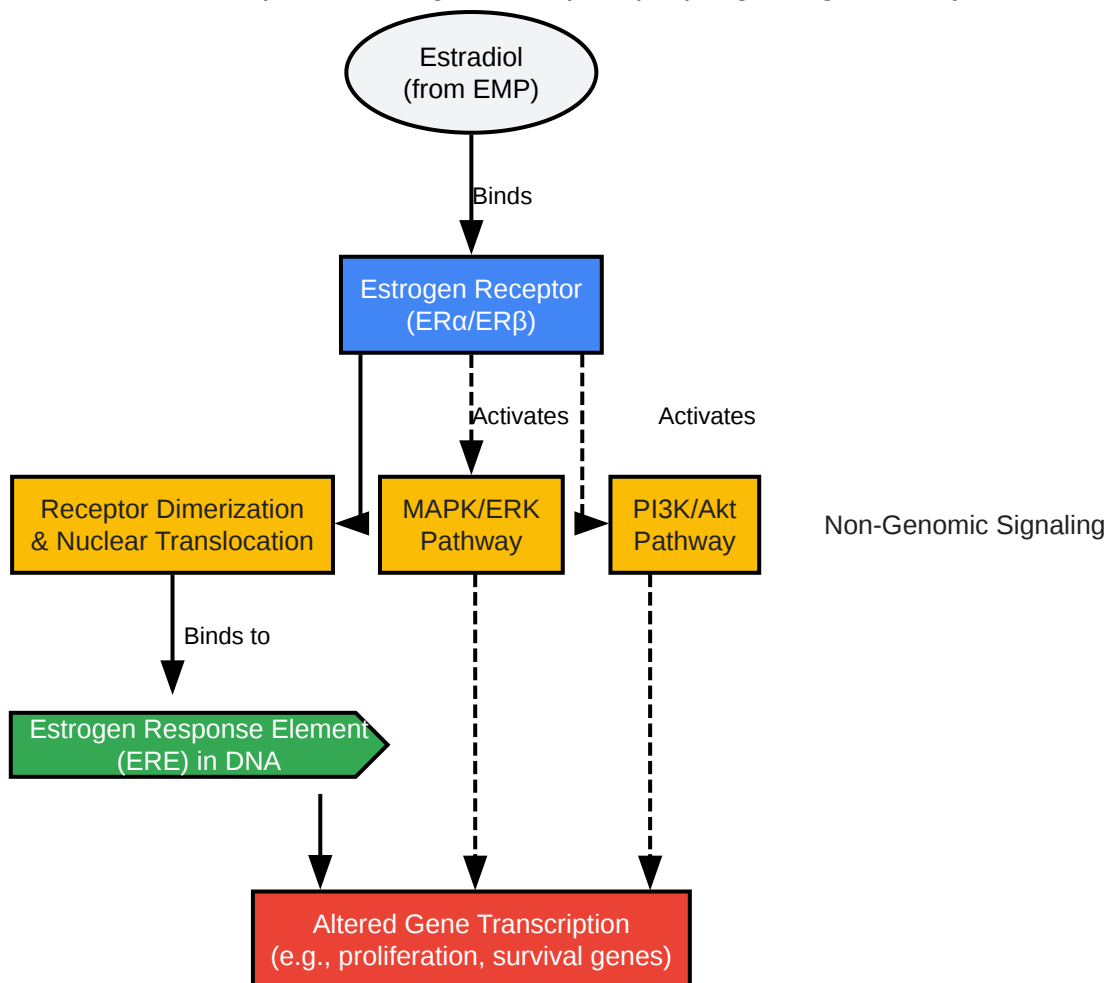 Estradiol
(from EMP)
Binds
Estrogen Receptor
(ERα/ERβ)
Activates
Activates
Receptor Dimerization
& Nuclear Translocation
MAPK/ERK
Pathway
PI3K/Akt
Pathway
Non-Genomic Signaling
Binds to
Estrogen Response Element
(ERE) in DNA
Altered Gene Transcription
(e.g., proliferation, survival genes)